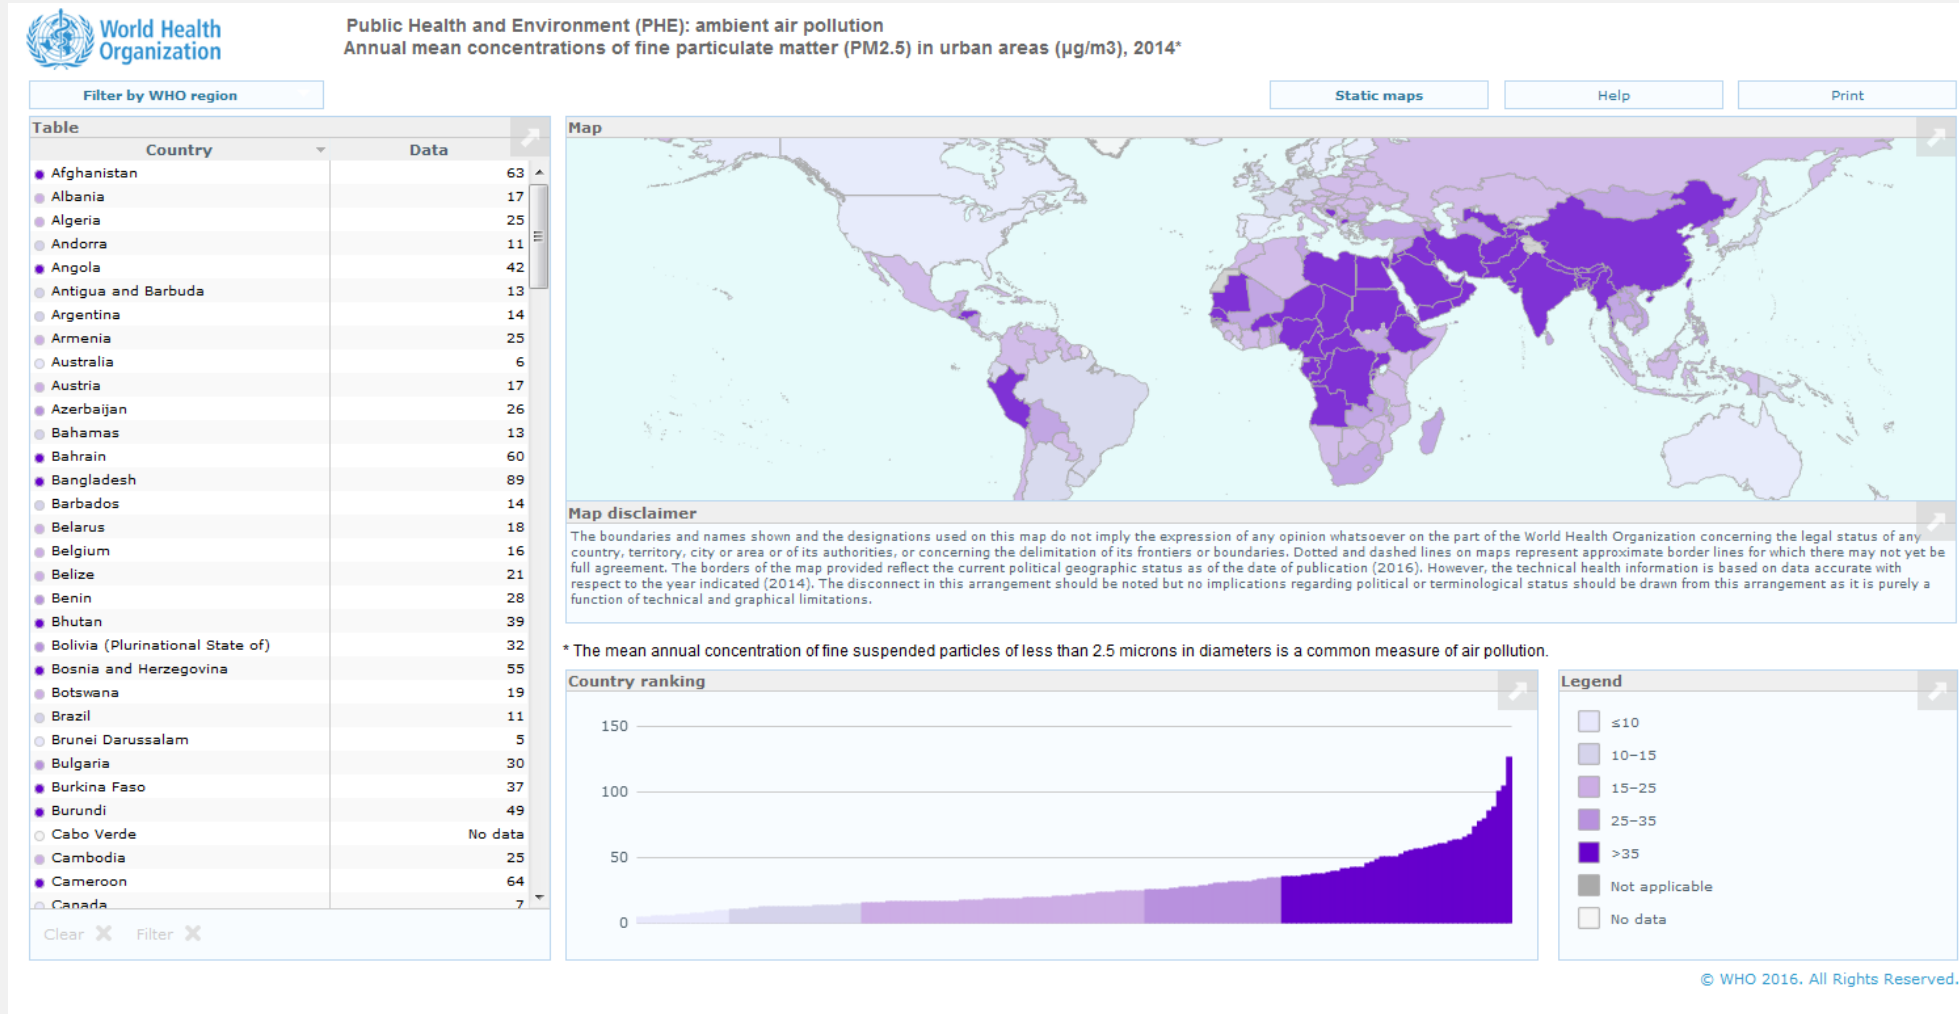 World Health
Organization
Public Health and Environment (PHE): ambient air pollution
Annual mean concentrations of fine particulate matter (PM2.5) in urban areas (µg/m3), 2014*
Filter by WHO region
Static maps
Help
Print
Table
Country Data
Afghanistan 63
Albania 17
Algeria 25
Andorra 11
Angola 42
Antigua and Barbuda 13
Argentina 14
Armenia 25
Australia 6
Austria 17
Azerbaijan 26
Bahamas 13
Bahrain 60
Bangladesh 89
Barbados 14
Belarus 18
Belgium 16
Belize 21
Benin 28
Bhutan 39
Bolivia (Plurinational State of) 32
Bosnia and Herzegovina 55
Botswana 19
Brazil 11
Brunei Darussalam 5
Bulgaria 30
Burkina Faso 37
Burundi 49
Cabo Verde No data
Cambodia 25
Cameroon 64
Canada 7
Clear Filter
Map
Map disclaimer
The boundaries and names shown and the designations used on this map do not imply the expression of any opinion whatsoever on the part of the World Health Organization concerning the legal status of any
country, territory, city or area or of its authorities, or concerning the delimitation of its frontiers or boundaries. Dotted and dashed lines on maps represent approximate border lines for which there may not yet be
full agreement. The borders of the map provided reflect the current political geographic status as of the date of publication (2016). However, the technical health information is based on data accurate with
respect to the year indicated (2014). The disconnect in this arrangement should be noted but no implications regarding political or terminological status should be drawn from this arrangement as it is purely a
function of technical and graphical limitations.
* The mean annual concentration of fine suspended particles of less than 2.5 microns in diameters is a common measure of air pollution.
Country ranking
150
100
50
0
Legend
≤10
10–15
15–25
25–35
>35
Not applicable
No data
© WHO 2016. All Rights Reserved.